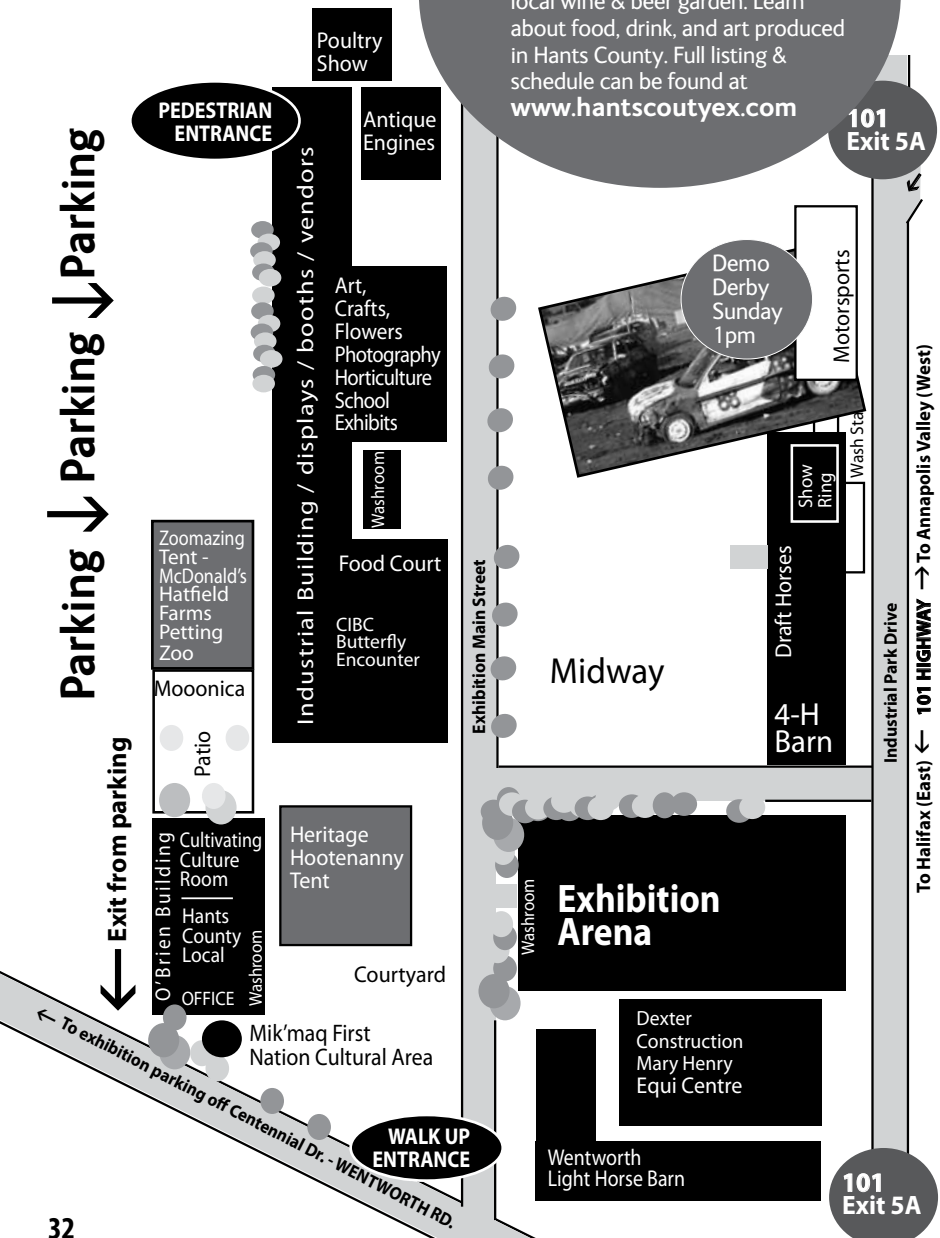 local wine & beer garden. Learn
about food, drink, and art produced
in Hants County. Full listing &
schedule can be found at
www.hantscoutyex.com
Poultry
Show
PEDESTRIAN
ENTRANCE
Antique
Engines
101
Exit 5A
Parking ↓ Parking ↓ Parking
Industrial Building / displays / booths / vendors
Art,
Crafts,
Flowers
Photography
Horticulture
School
Exhibits
Washroom
Food Court
CIBC
Butterfly
Encounter
Demo
Derby
Sunday
1pm
88
Motorsports
Wash Sta
Show
Ring
Draft Horses
4-H
Barn
Midway
Exhibition Main Street
Industrial Park Drive
To Halifax (East) ← 101 HIGHWAY → To Annapolis Valley (West)
Zoomazing
Tent -
McDonald's
Hatfield
Farms
Petting
Zoo
Mooonica
Patio
← Exit from parking
O'Brien Building
Cultivating
Culture
Room
Hants
County
Local
OFFICE
Washroom
Heritage
Hootenanny
Tent
Courtyard
Washroom
Exhibition
Arena
Mik'maq First
Nation Cultural Area
Dexter
Construction
Mary Henry
Equi Centre
← To exhibition parking off Centennial Dr. - WENTWORTH RD.
WALK UP
ENTRANCE
Wentworth
Light Horse Barn
101
Exit 5A
32